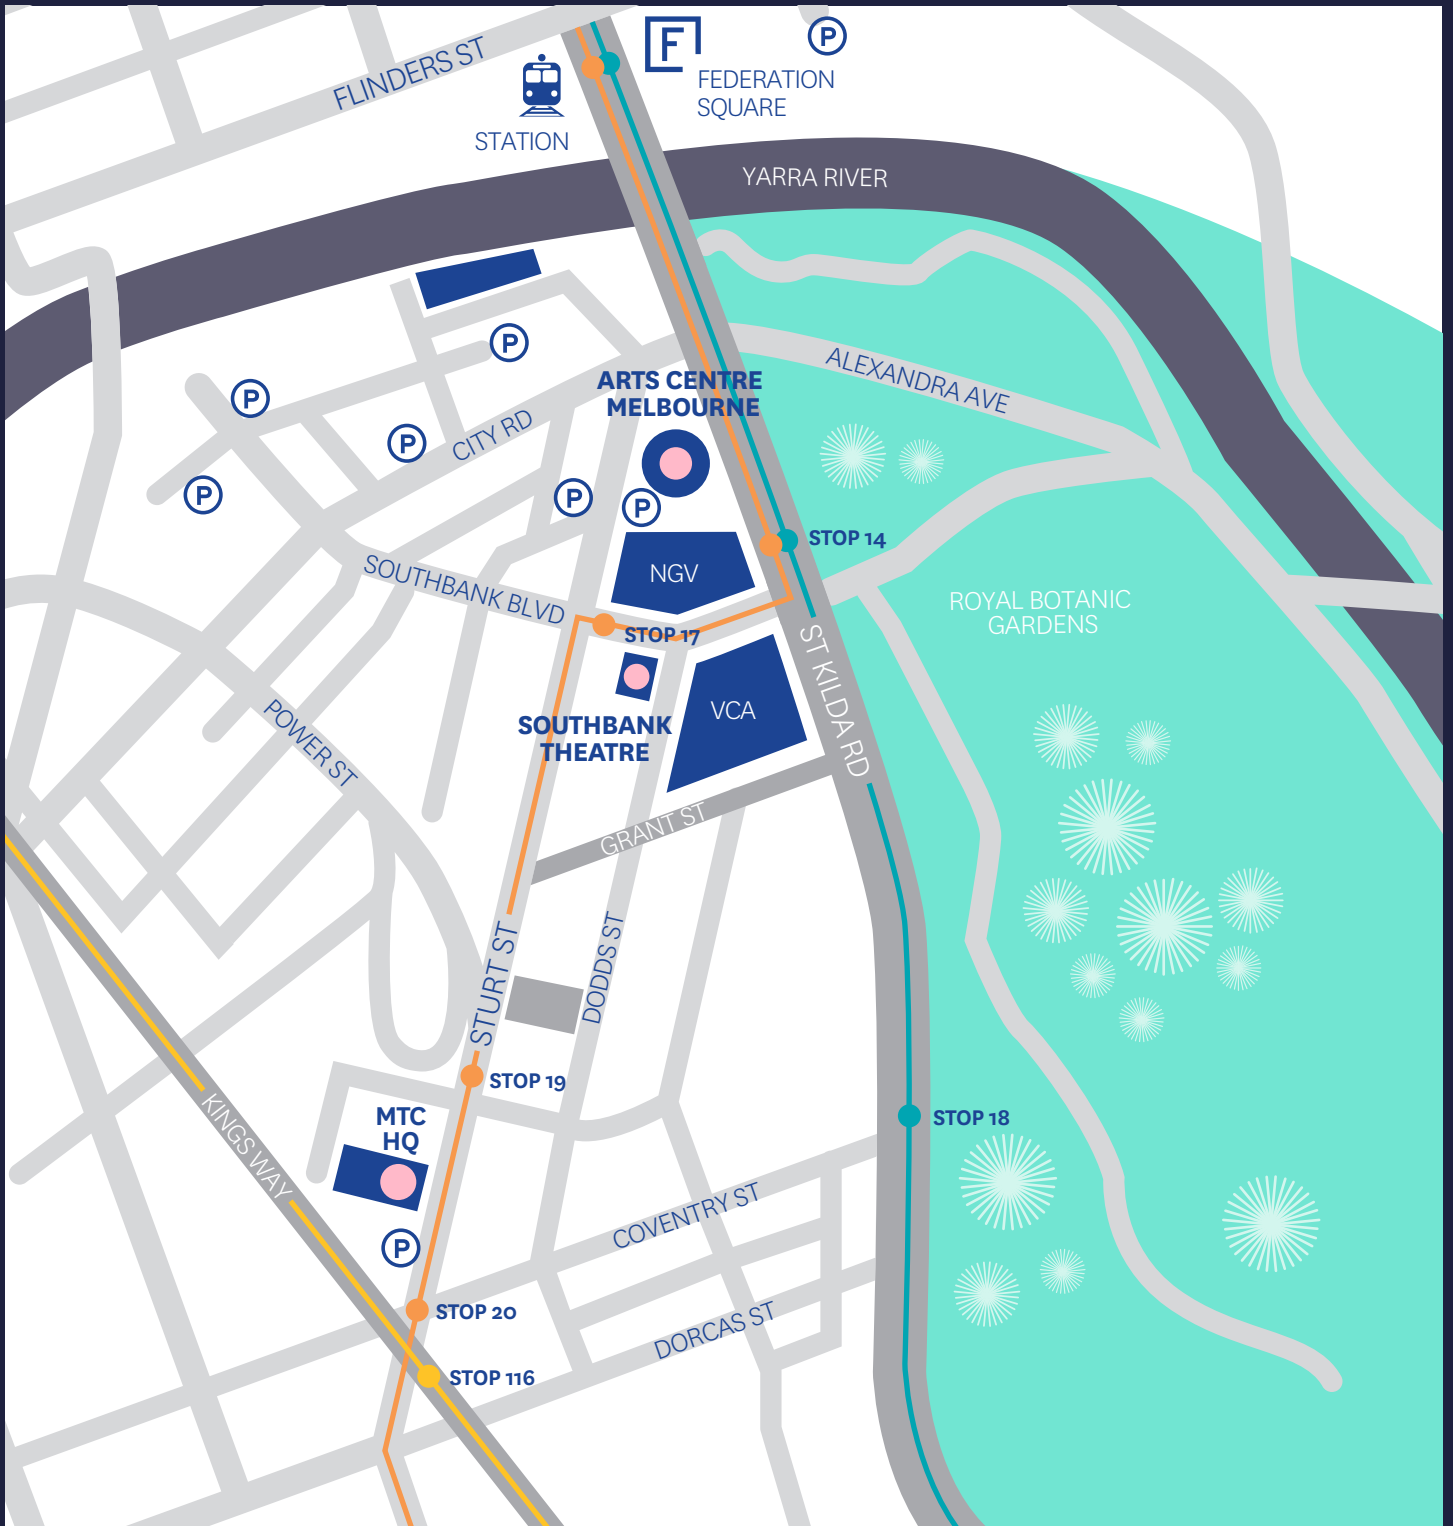 F
P
FLINDERS ST
FEDERATION
SQUARE
STATION
YARRA RIVER
P
ALEXANDRA AVE
ARTS CENTRE
MELBOURNE
P
CITY RD
P
P
P
P
STOP 14
SOUTHBANK BLVD
NGV
ROYAL BOTANIC
GARDENS
STOP 17
ST KILDA RD
POWER ST
VCA
SOUTHBANK
THEATRE
GRANT ST
STURT ST
DODDS ST
STOP 19
MTC
HQ
STOP 18
KINGS WAY
COVENTRY ST
P
STOP 20
DORCAS ST
STOP 116